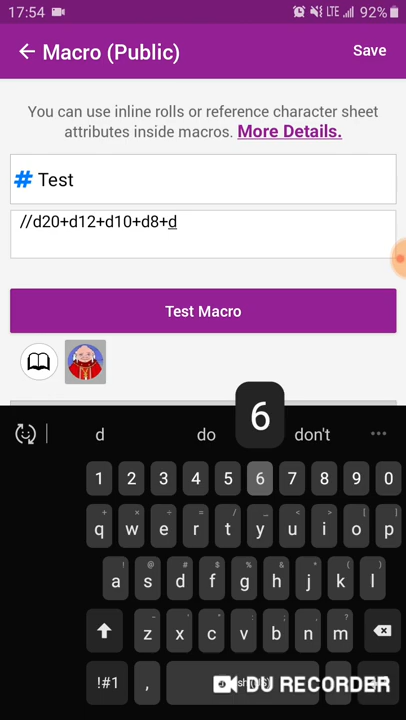 17:54 LTE 92%
Macro (Public) Save
You can use inline rolls or reference character sheet
attributes inside macros. More Details.
# Test
//d20+d12+d10+d8+d
Test Macro
6
d do don't
1 2 3 4 5 6 7 8 9 0
+ × ÷ = / _ < > [ ]
q w e r t y u i o p
! @ # $ % & * ( )
a s d f g h j k l
- ' " : ; , ?
z x c v b n m
!#1 ,
DU RECORDER